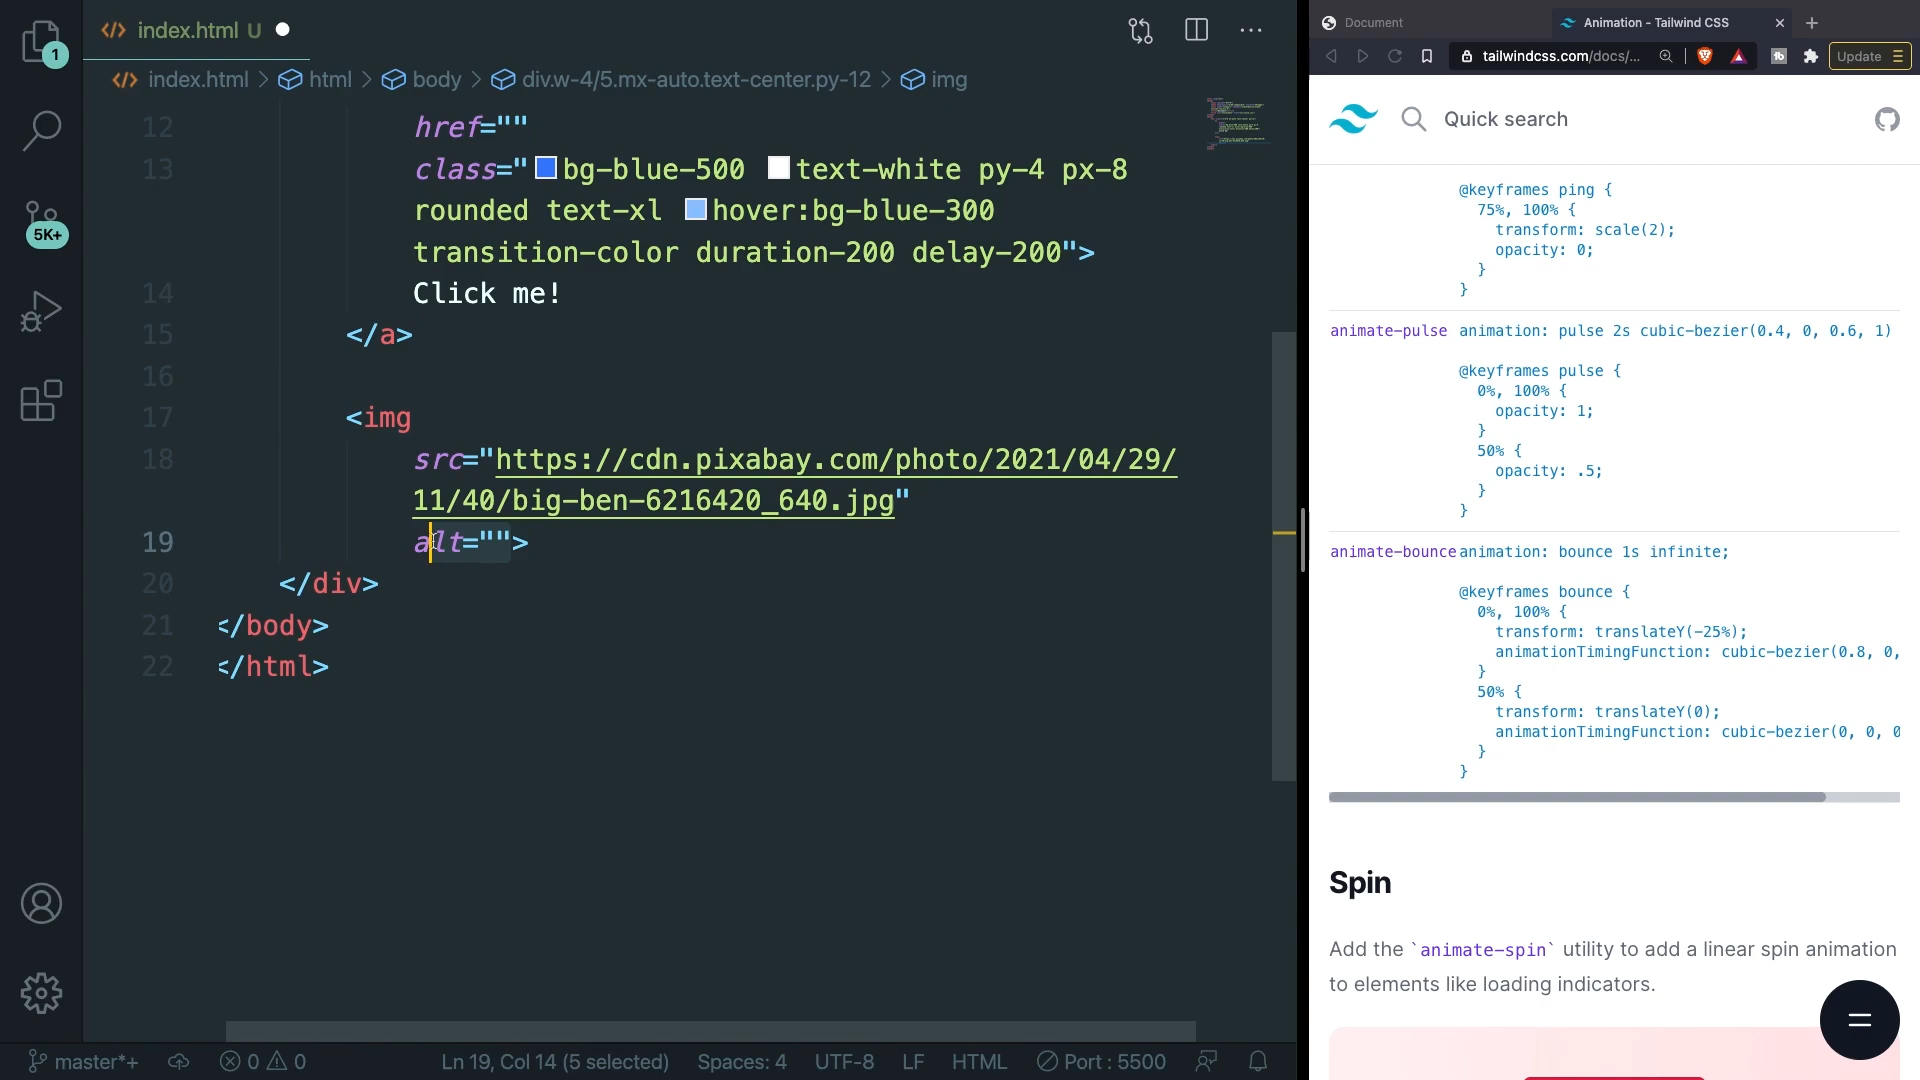 index.html U
index.html > html > body > div.w-4/5.mx-auto.text-center.py-12 > img
1
5K+
12 href=""
13 class="bg-blue-500 text-white py-4 px-8
rounded text-xl hover:bg-blue-300
transition-color duration-200 delay-200">
14 Click me!
15 </a>
16
17 <img
18 src="https://cdn.pixabay.com/photo/2021/04/29/
11/40/big-ben-6216420_640.jpg"
19 alt="">
20 </div>
21 </body>
22 </html>
master*+ 0 0 Ln 19, Col 14 (5 selected) Spaces: 4 UTF-8 LF HTML Port : 5500
Document Animation - Tailwind CSS
tailwindcss.com/docs/... Update
Quick search
@keyframes ping {
75%, 100% {
transform: scale(2);
opacity: 0;
}
}
animate-pulse animation: pulse 2s cubic-bezier(0.4, 0, 0.6, 1)
@keyframes pulse {
0%, 100% {
opacity: 1;
}
50% {
opacity: .5;
}
}
animate-bounce animation: bounce 1s infinite;
@keyframes bounce {
0%, 100% {
transform: translateY(-25%);
animationTimingFunction: cubic-bezier(0.8, 0,
}
50% {
transform: translateY(0);
animationTimingFunction: cubic-bezier(0, 0, 0
}
}
Spin
Add the `animate-spin` utility to add a linear spin animation
to elements like loading indicators.